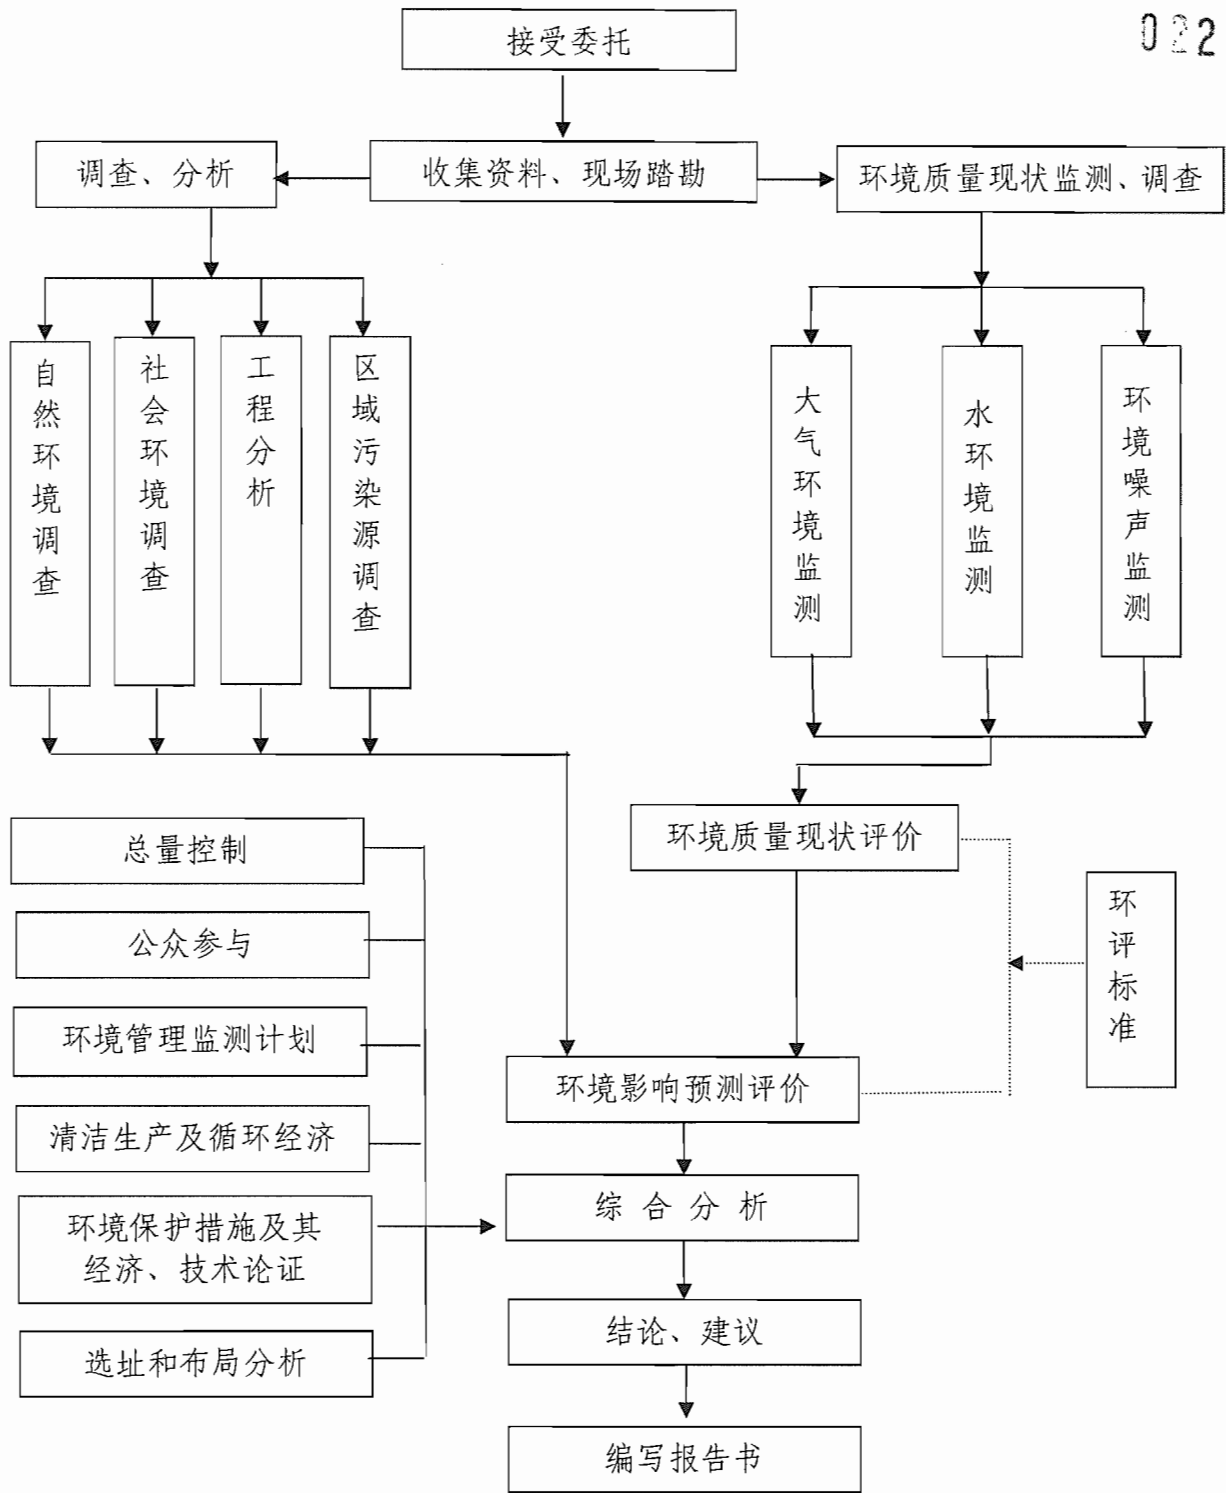 022
接受委托
调查、分析
收集资料、现场踏勘
环境质量现状监测、调查
自然环境调查
社会环境调查
工程分析
区域污染源调查
大气环境监测
水环境监测
环境噪声监测
环境质量现状评价
环评标准
总量控制
公众参与
环境管理监测计划
清洁生产及循环经济
环境保护措施及其
经济、技术论证
选址和布局分析
环境影响预测评价
综合分析
结论、建议
编写报告书